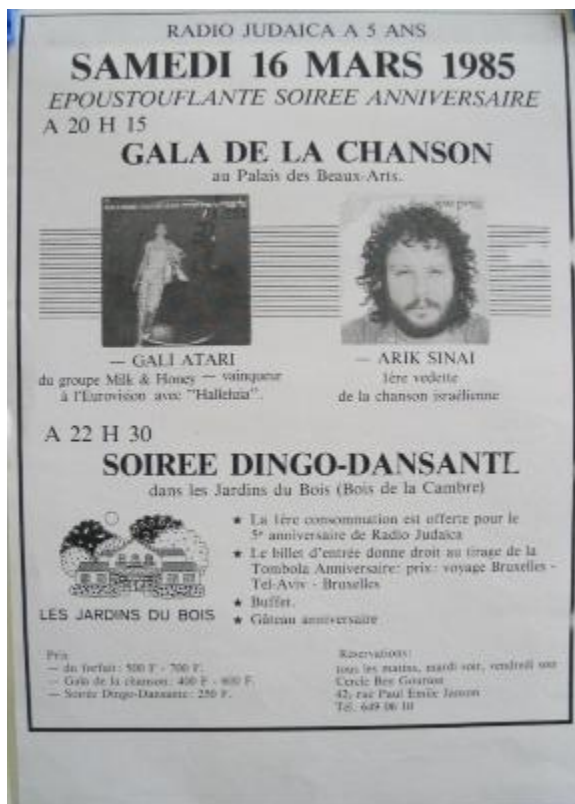 RADIO JUDAICA A 5 ANS
SAMEDI 16 MARS 1985
EPOUSTOUFLANTE SOIREE ANNIVERSAIRE
A 20 H 15
GALA DE LA CHANSON
au Palais des Beaux-Arts.
— GALI ATARI
du groupe Milk & Honey — vainqueur
à l'Eurovision avec "Halleluia".
— ARIK SINAI
1ère vedette
de la chanson israélienne
A 22 H 30
SOIREE DINGO-DANSANTE
dans les Jardins du Bois (Bois de la Cambre)
★ La 1ère consommation est offerte pour le
5e anniversaire de Radio Judaïca
★ Le billet d'entrée donne droit au tirage de la
Tombola Anniversaire: prix: voyage Bruxelles -
Tel-Aviv - Bruxelles
★ Buffet.
★ Gâteau anniversaire
LES JARDINS DU BOIS
Prix
— du forfait: 500 F - 700 F.
— Gala de la chanson: 400 F - 600 F.
— Soirée Dingo-Dansante: 250 F.
Réservations:
tous les matins, mardi soir, vendredi soir
Cercle Ben Gourion
42, rue Paul Emile Janson
Tél. 649 06 10